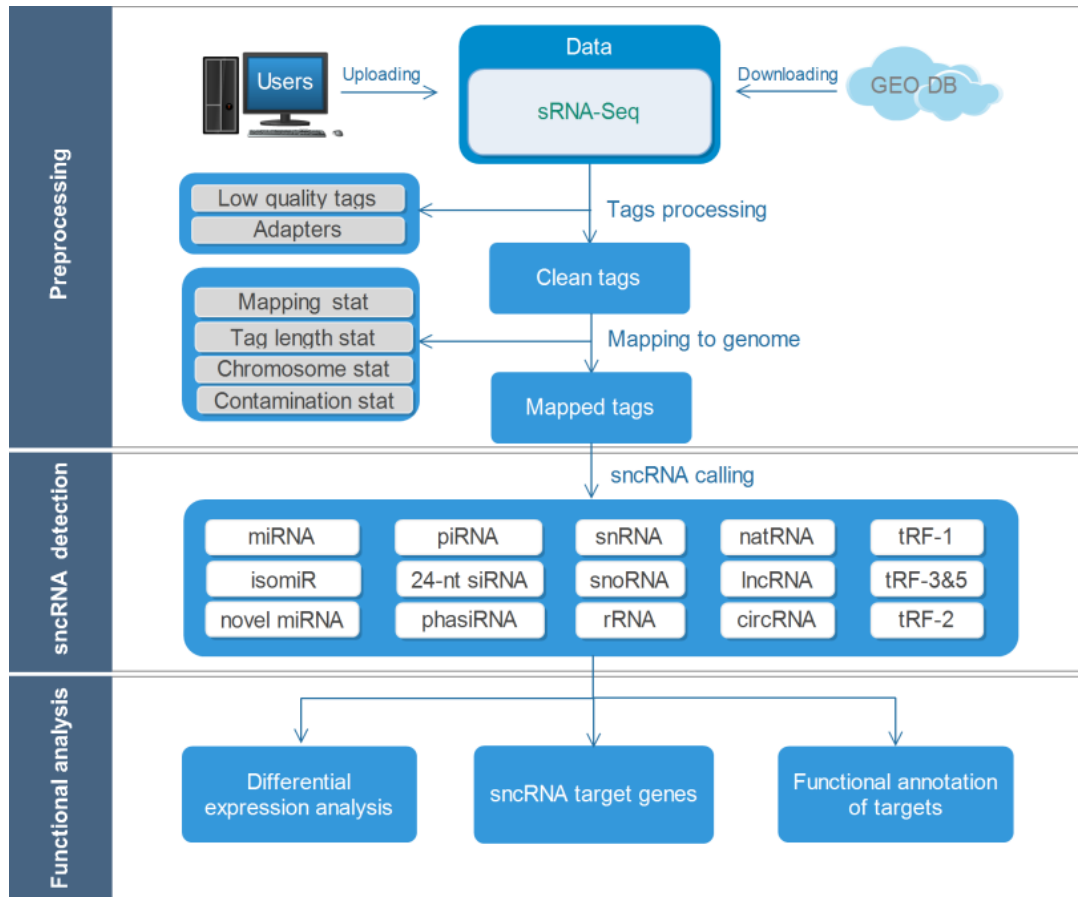 Preprocessing
Users
Uploading
Data
sRNA-Seq
Downloading
GEO DB
Low quality tags
Adapters
Tags processing
Clean tags
Mapping stat
Tag length stat
Chromosome stat
Contamination stat
Mapping to genome
Mapped tags
sncRNA detection
sncRNA calling
miRNA piRNA snRNA natRNA tRF-1
isomiR 24-nt siRNA snoRNA lncRNA tRF-3&5
novel miRNA phasiRNA rRNA circRNA tRF-2
Functional analysis
Differential
expression analysis
sncRNA target genes
Functional annotation
of targets